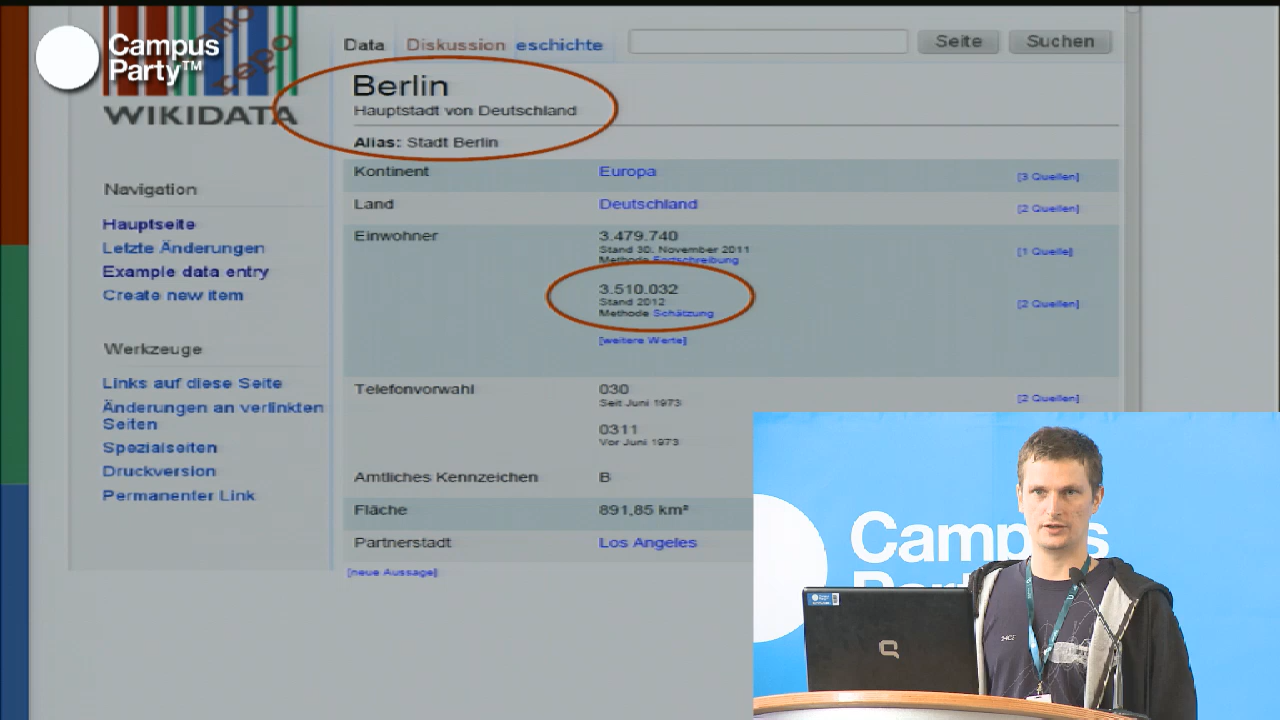 Campus
Party™
demo
repo
WIKIDATA
Data Diskussion eschichte
Seite Suchen
Berlin
Hauptstadt von Deutschland
Alias: Stadt Berlin
Kontinent Europa [3 Quellen]
Land Deutschland [2 Quellen]
Einwohner 3.479.740
Stand 30. November 2011 [1 Quelle]
Methode Fortschreibung
3.510.032
Stand 2012 [2 Quellen]
Methode Schätzung
[weitere Werte]
Telefonvorwahl 030 [2 Quellen]
Seit Juni 1973
0311
Vor Juni 1973
Amtliches Kennzeichen B
Fläche 891,85 km²
Partnerstadt Los Angeles
[neue Aussage]
Navigation
Hauptseite
Letzte Änderungen
Example data entry
Create new item
Werkzeuge
Links auf diese Seite
Änderungen an verlinkten
Seiten
Spezialseiten
Druckversion
Permanenter Link
Campus
Party